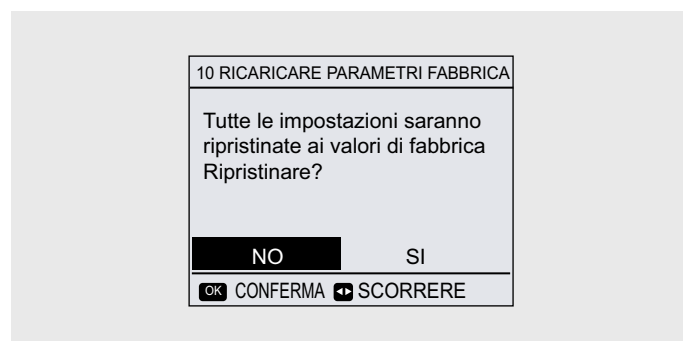 10 RICARICARE PARAMETRI FABBRICA
Tutte le impostazioni saranno
ripristinate ai valori di fabbrica
Ripristinare?
NO SI
OK CONFERMA SCORRERE